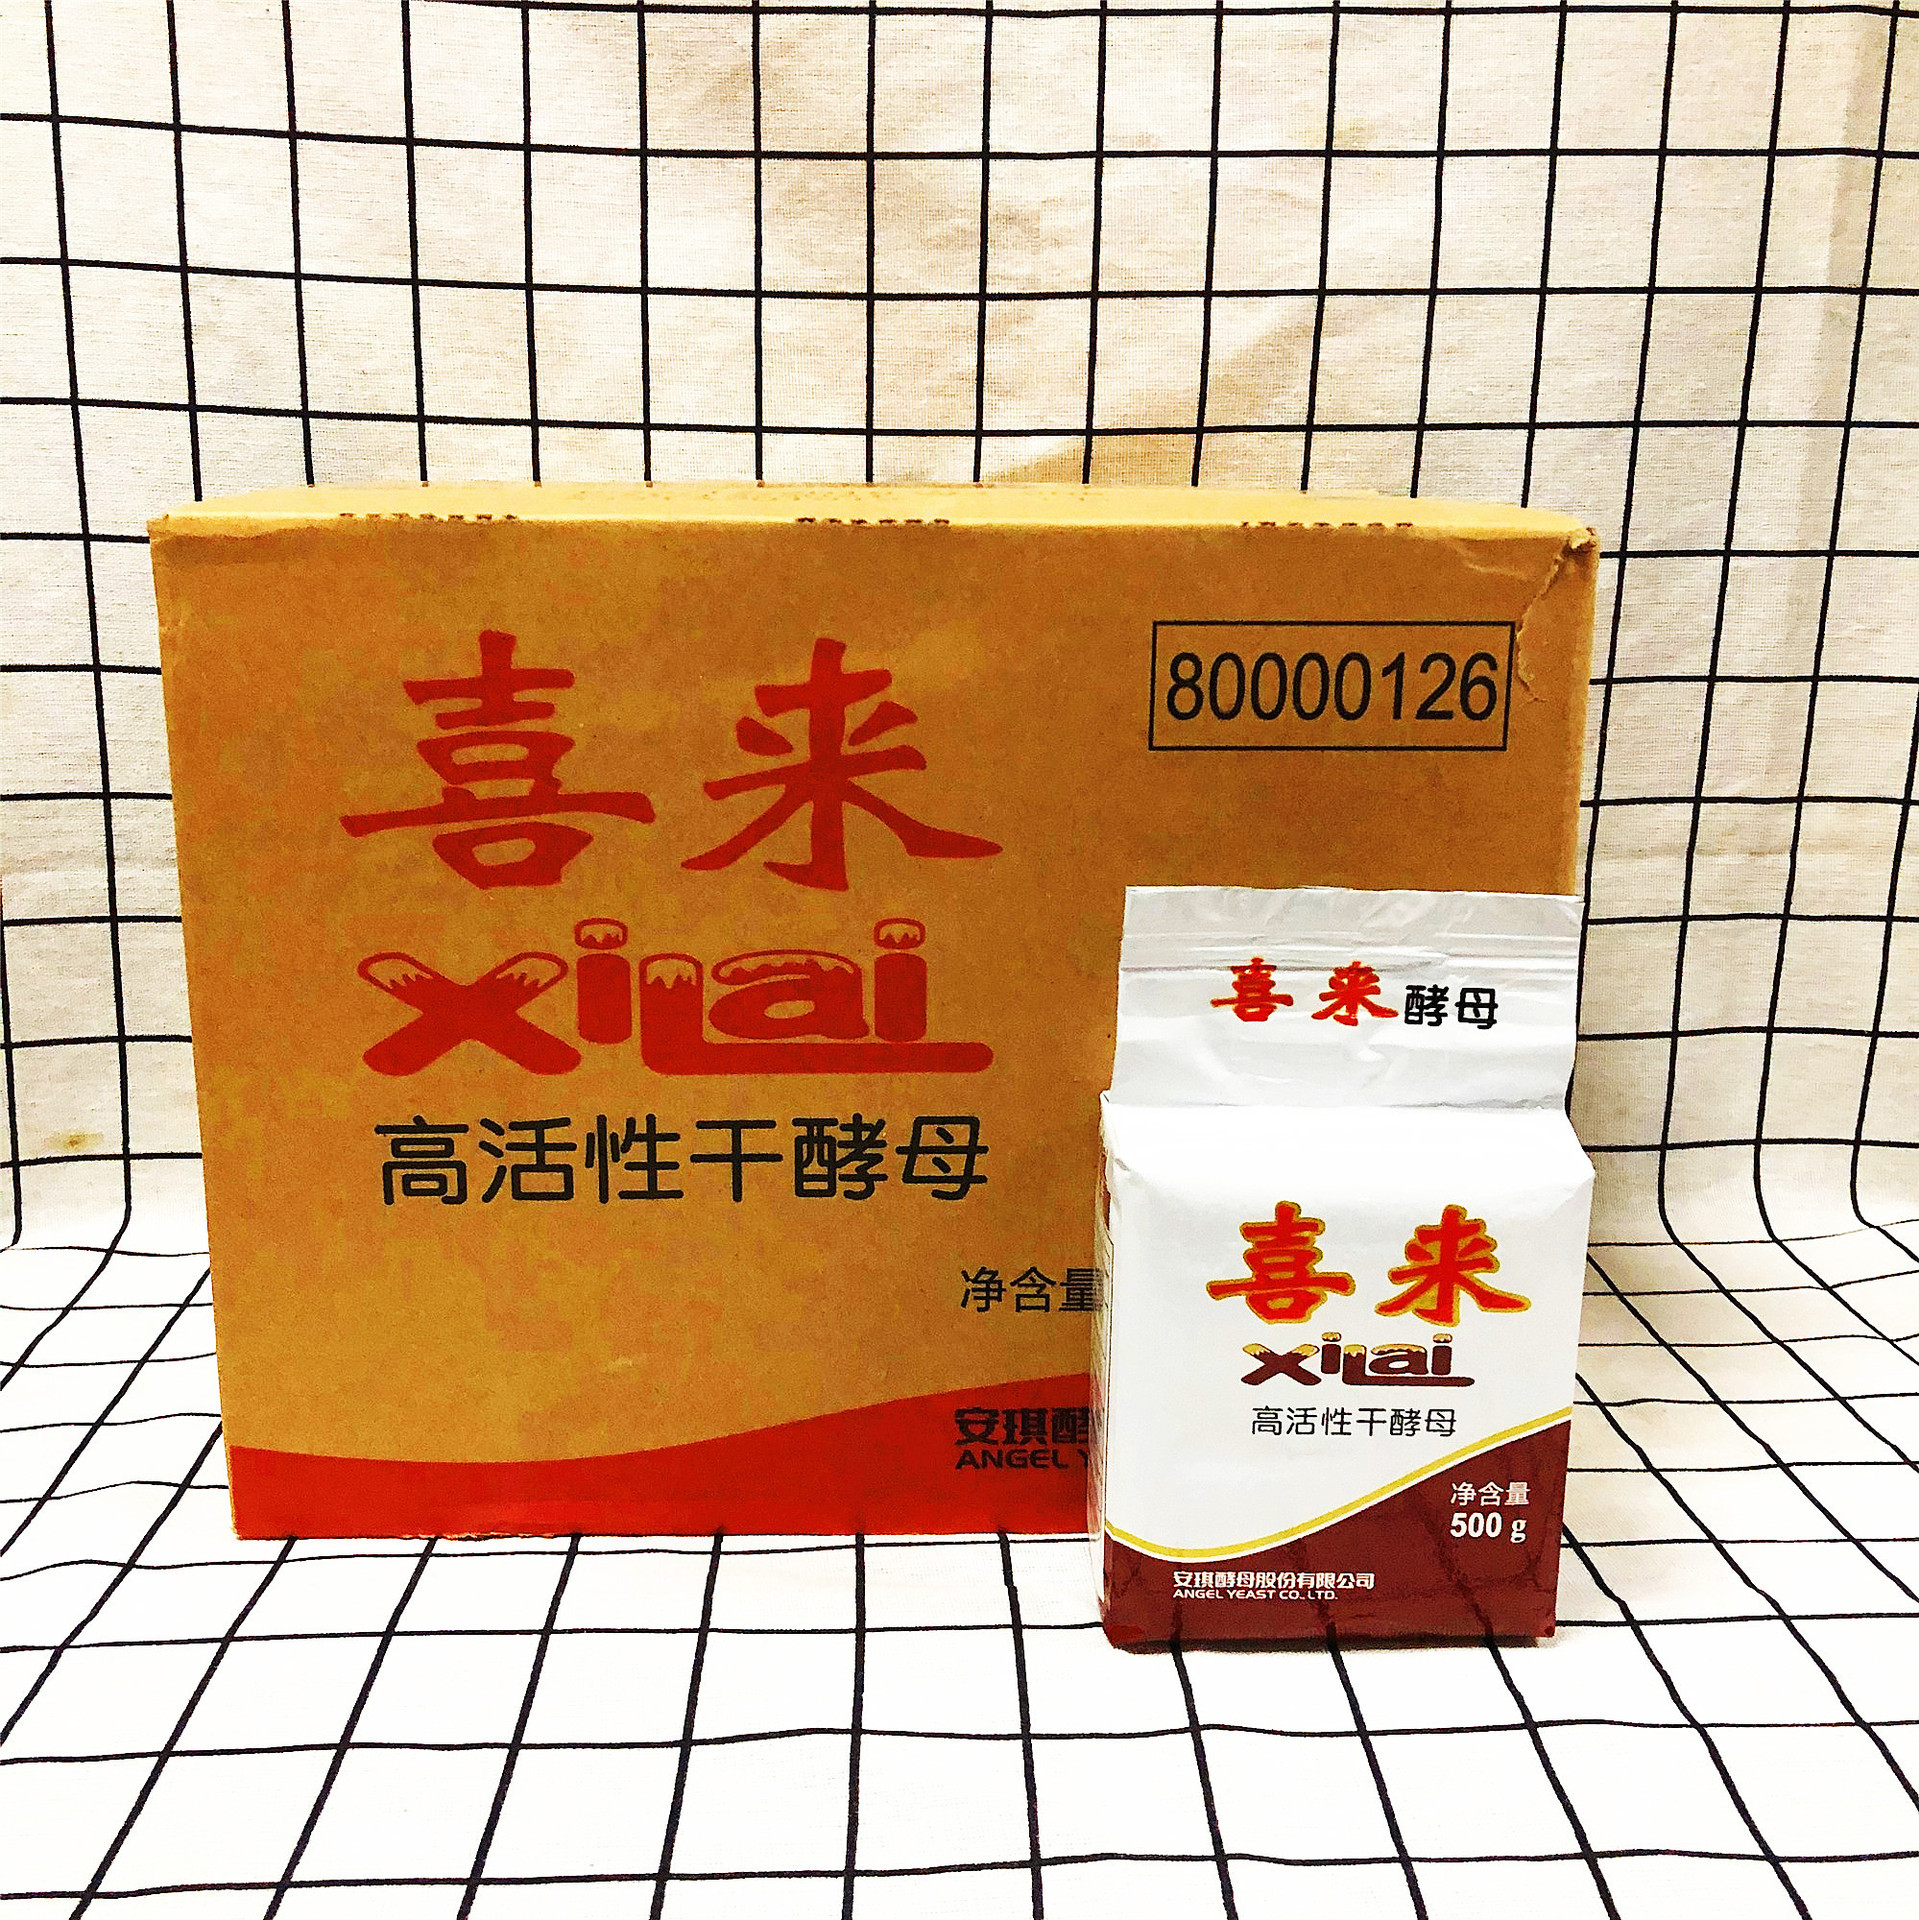 喜来
xilai
高活性干酵母
80000126
净含量
安琪酵
ANGEL Y
喜来酵母
喜来
xilai
高活性干酵母
净含量
500 g
安琪酵母股份有限公司
ANGEL YEAST CO.,LTD.